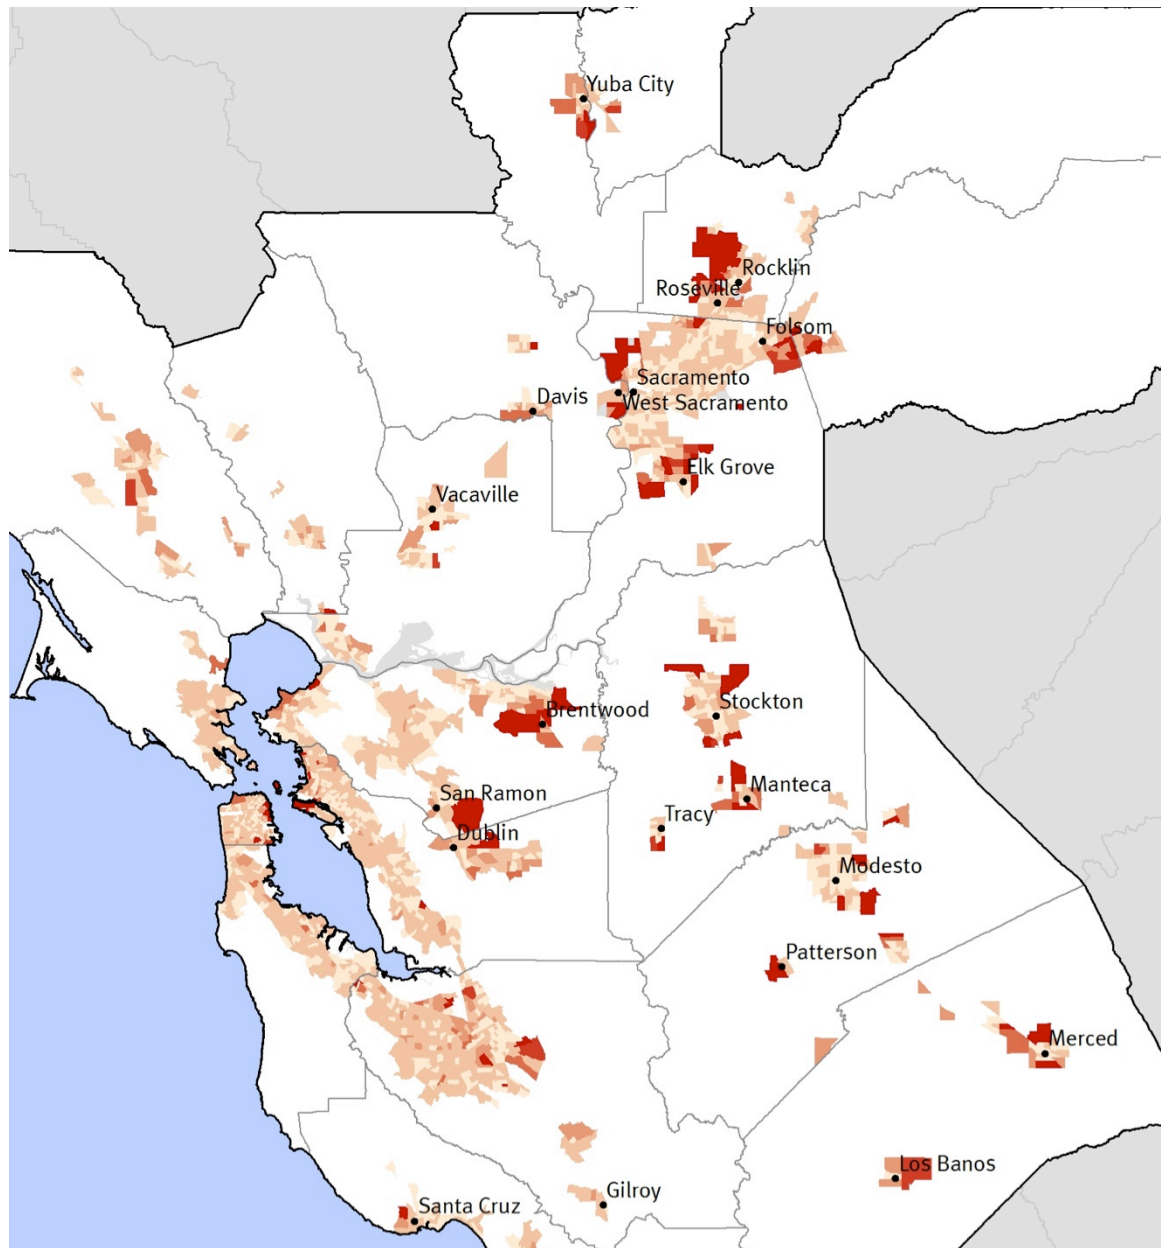 Yuba City
Rocklin
Roseville
Folsom
Sacramento
Davis
West Sacramento
Elk Grove
Vacaville
Stockton
Brentwood
Manteca
San Ramon
Tracy
Dublin
Modesto
Patterson
Merced
Los Banos
Gilroy
Santa Cruz